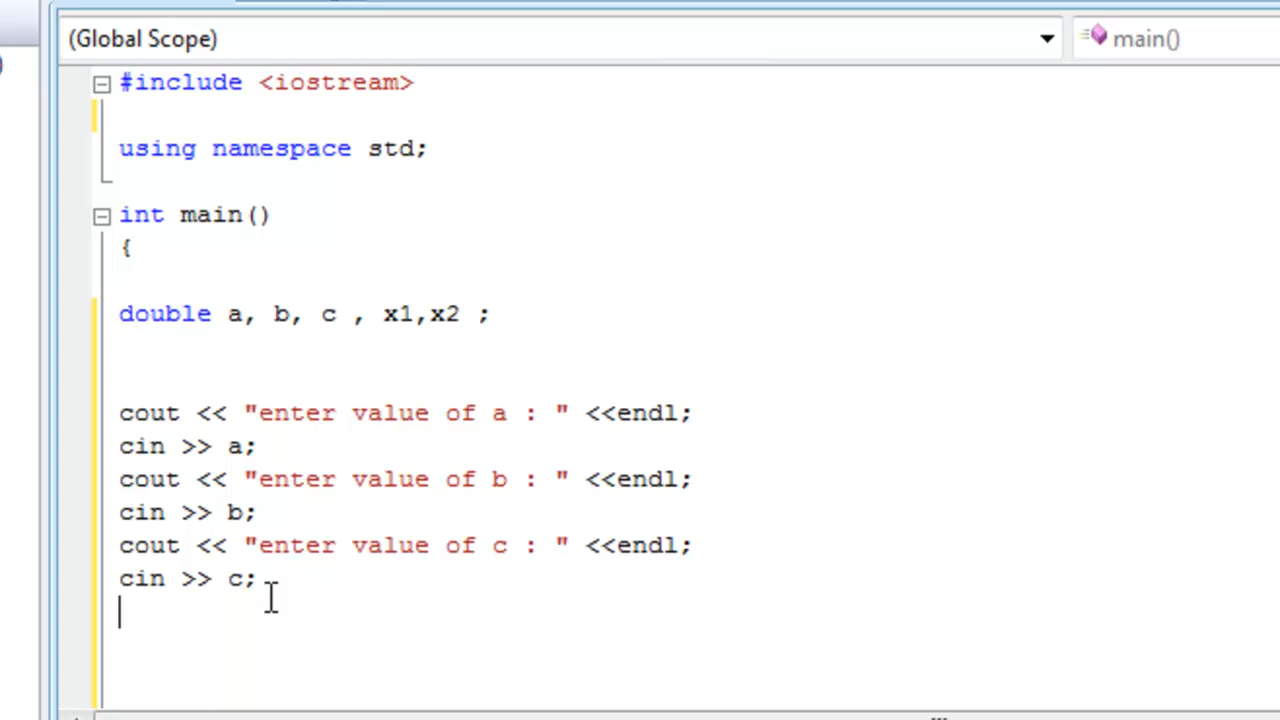 (Global Scope)
main()
#include <iostream>
using namespace std;
int main()
{
double a, b, c , x1,x2 ;
cout << "enter value of a : " <<endl;
cin >> a;
cout << "enter value of b : " <<endl;
cin >> b;
cout << "enter value of c : " <<endl;
cin >> c;